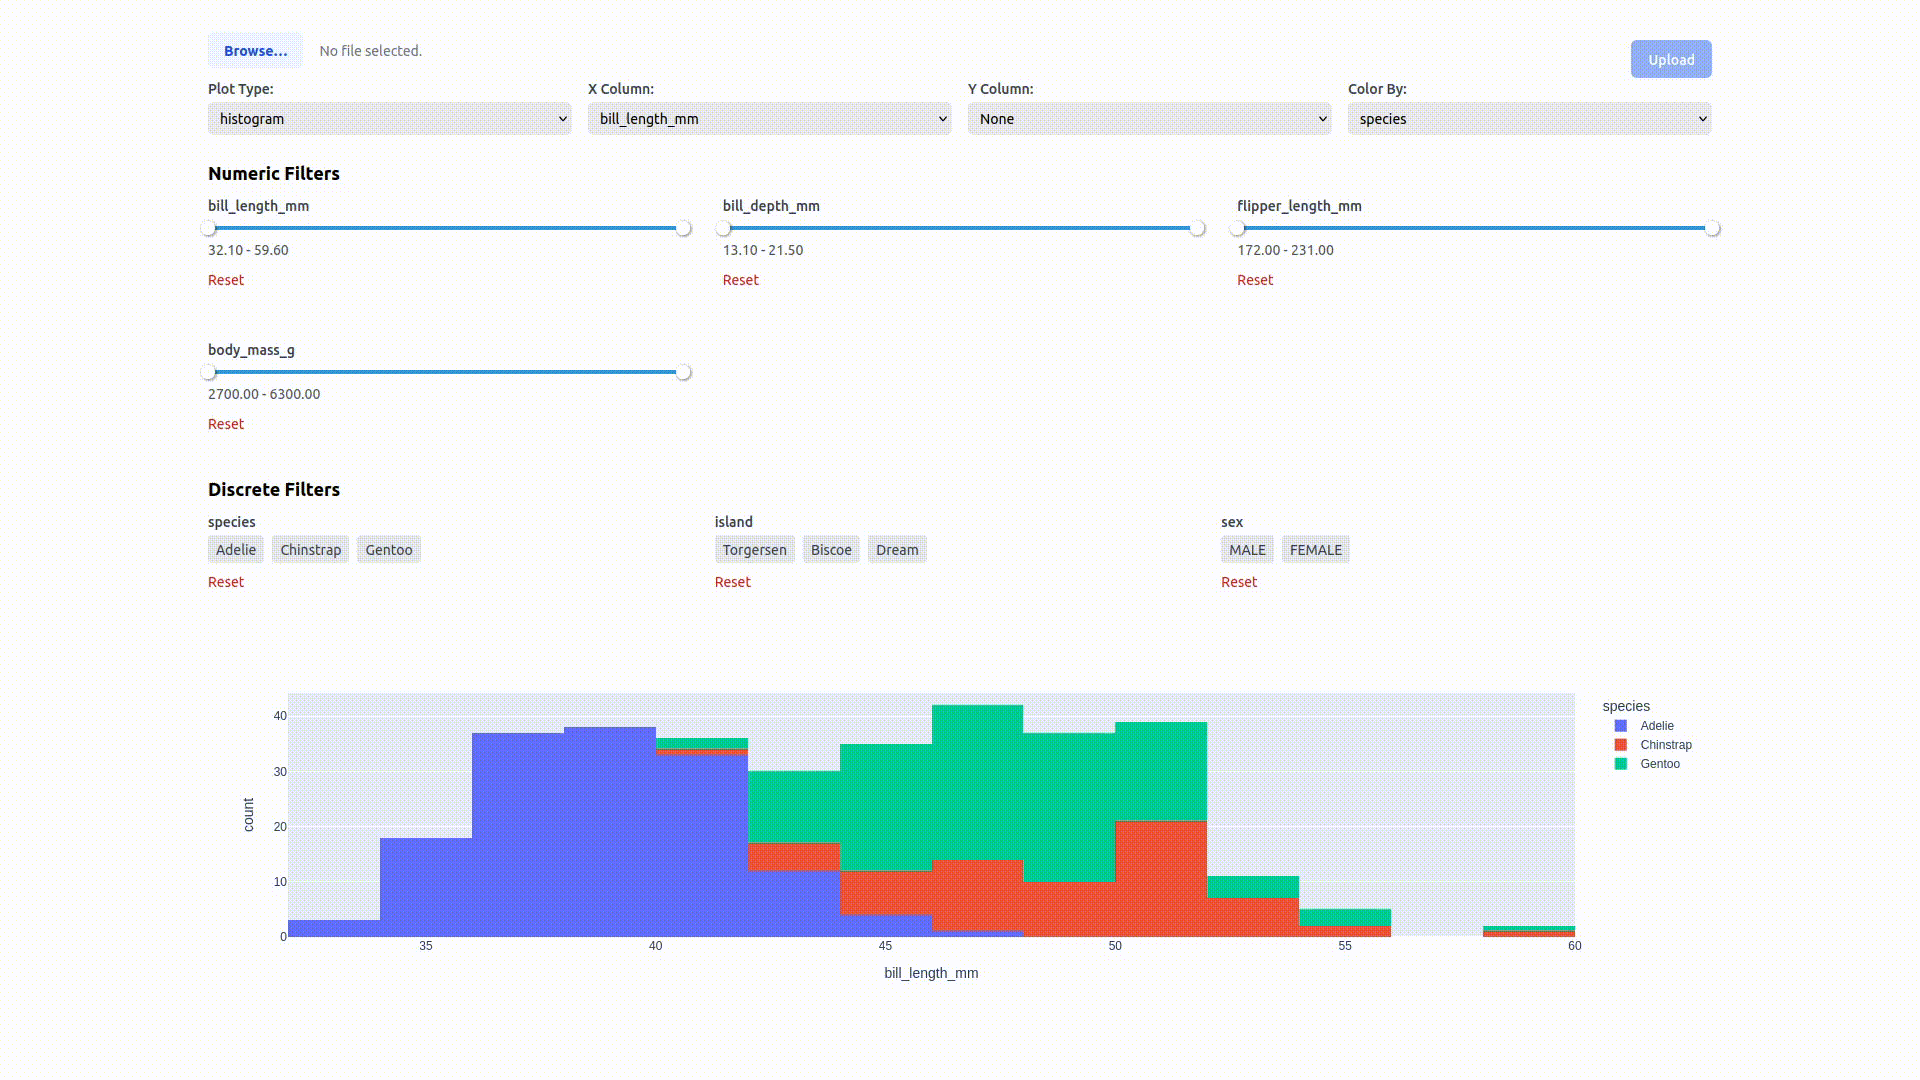 Browse... No file selected. Upload
Plot Type: X Column: Y Column: Color By:
histogram bill_length_mm None species
Numeric Filters
bill_length_mm bill_depth_mm flipper_length_mm
32.10 - 59.60 13.10 - 21.50 172.00 - 231.00
Reset Reset Reset
body_mass_g
2700.00 - 6300.00
Reset
Discrete Filters
species island sex
Adelie Chinstrap Gentoo Torgersen Biscoe Dream MALE FEMALE
Reset Reset Reset
species
Adelie
Chinstrap
Gentoo
40
30
20
10
0
count
35 40 45 50 55 60
bill_length_mm